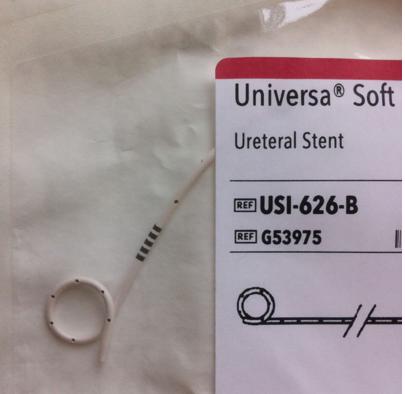 Universa® Soft
Ureteral Stent
REF USI-626-B
REF G53975